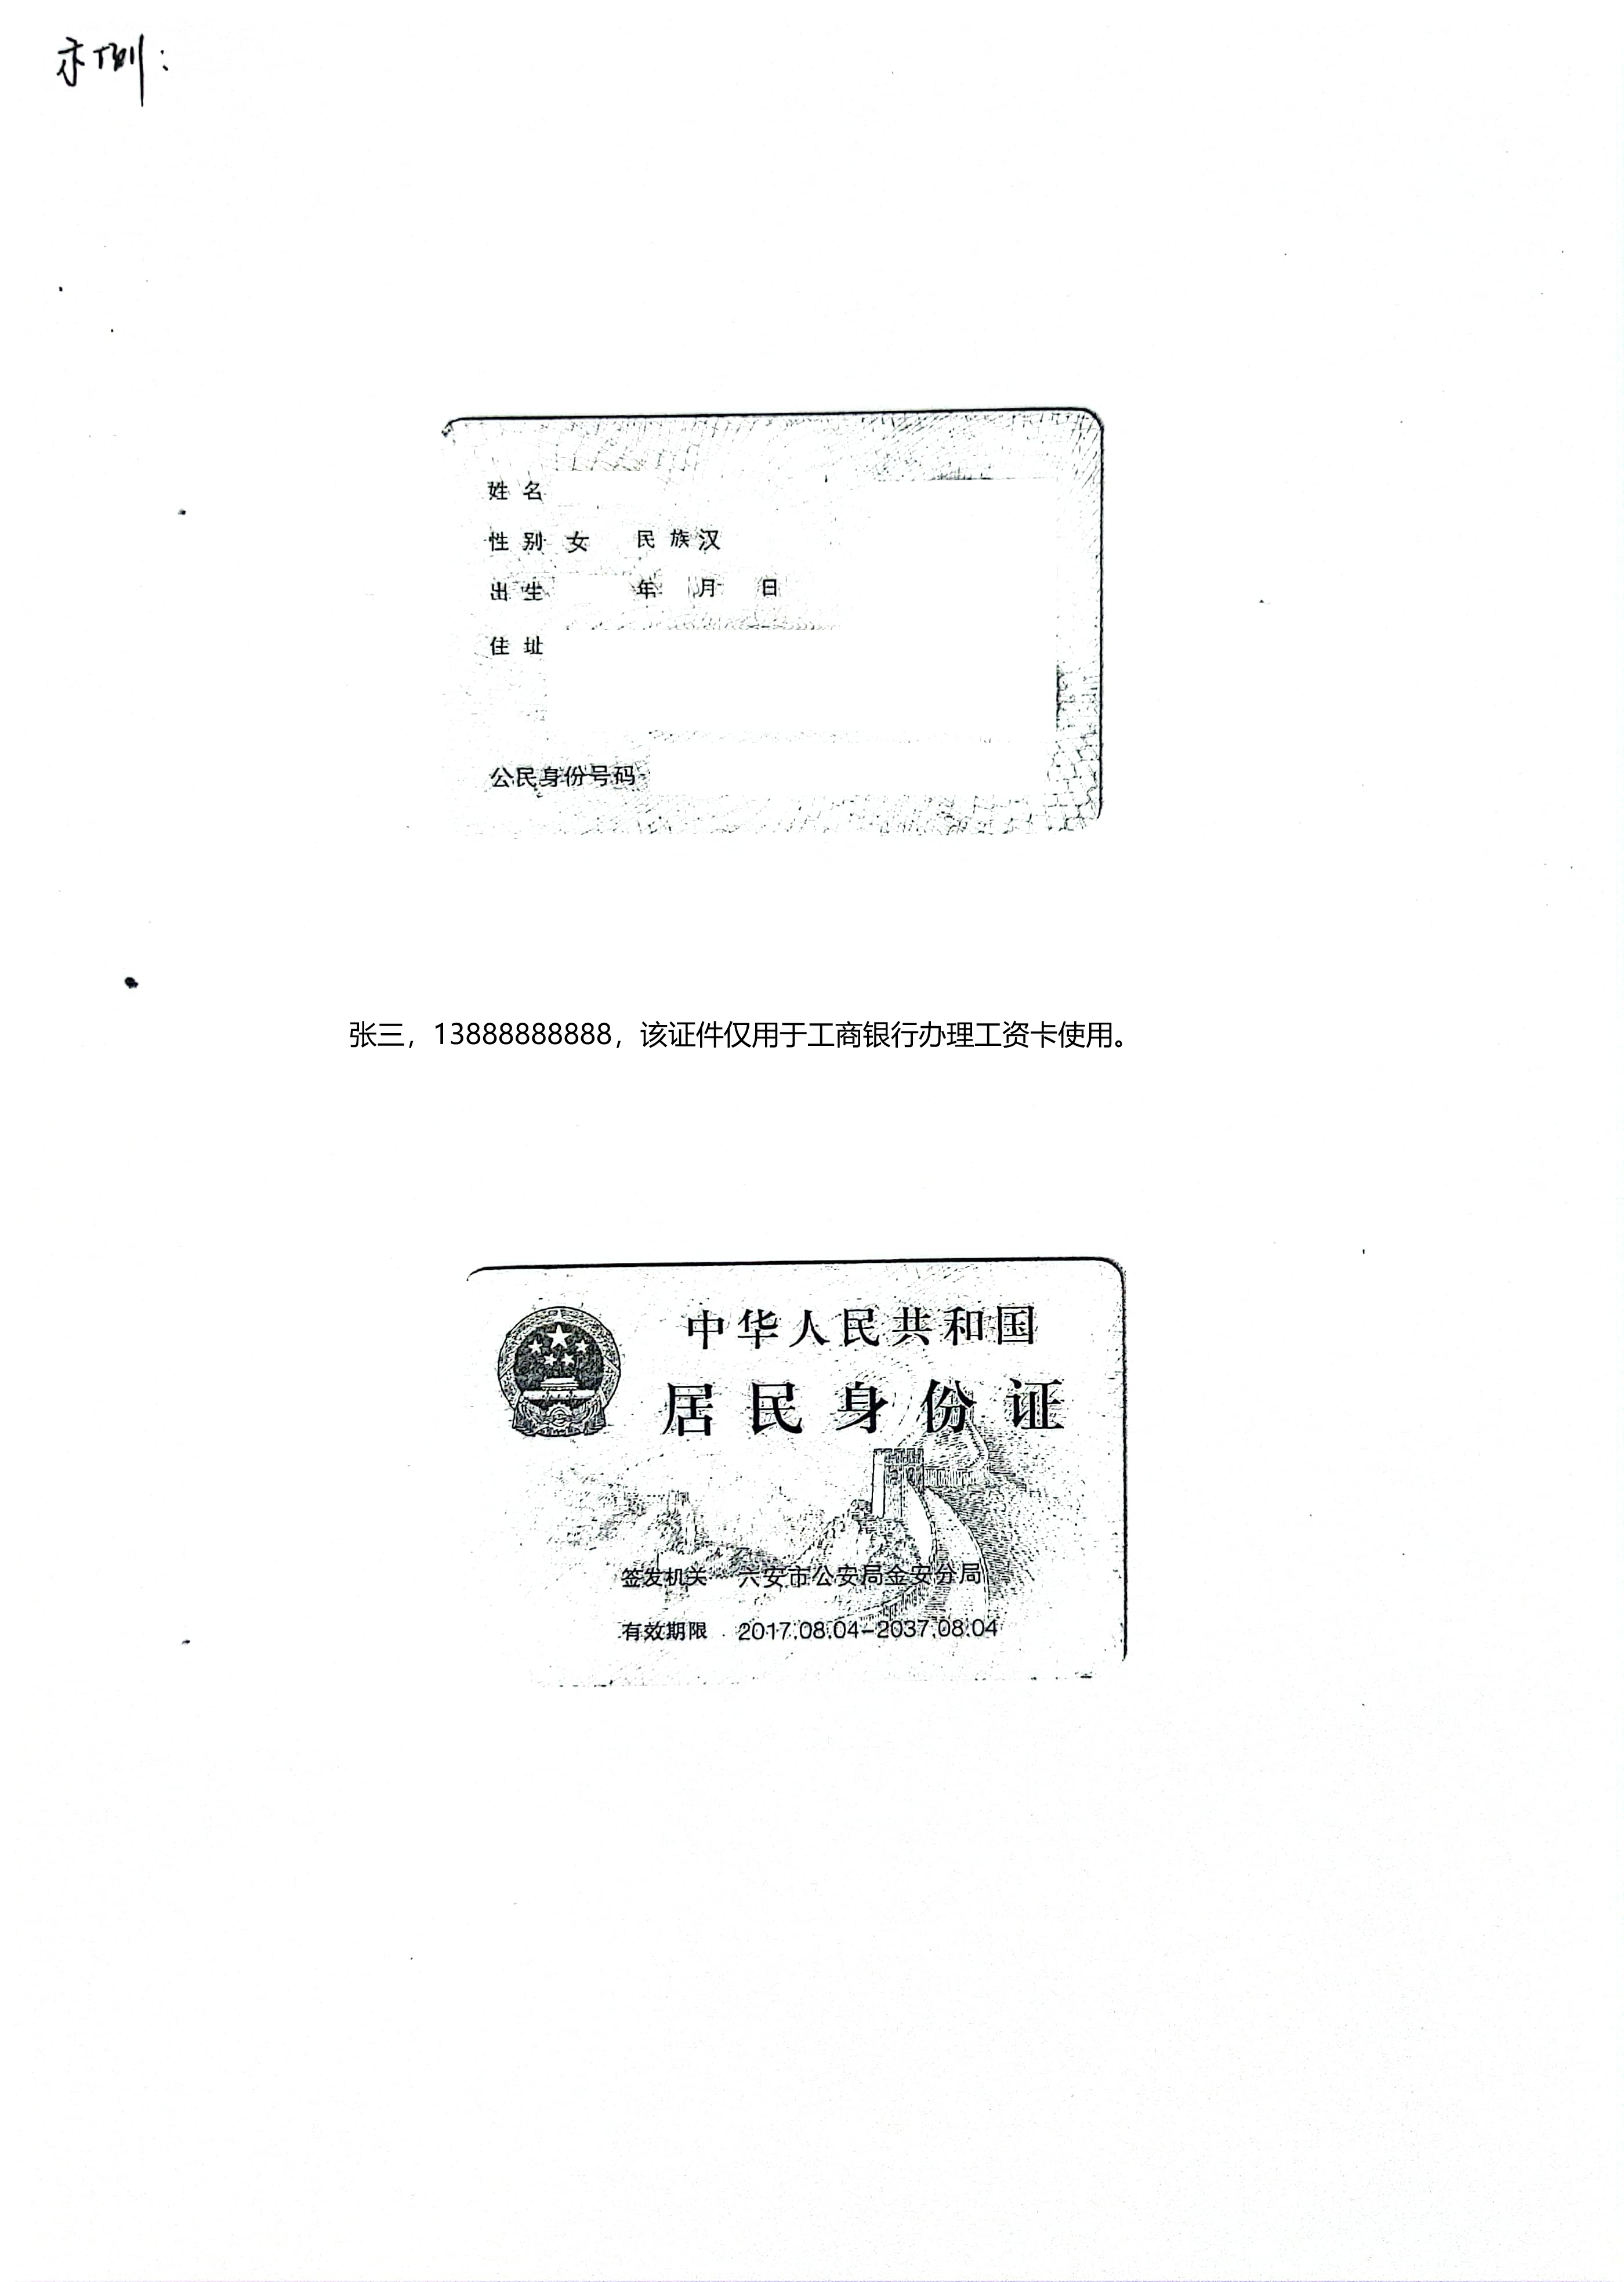 示例：
姓名
性别 女 民族 汉
出生 年 月 日
住址
公民身份号码
张三，13888888888，该证件仅用于工商银行办理工资卡使用。
中华人民共和国
居民身份证
签发机关 六安市公安局金安分局
有效期限 2017.08.04-2037.08.04